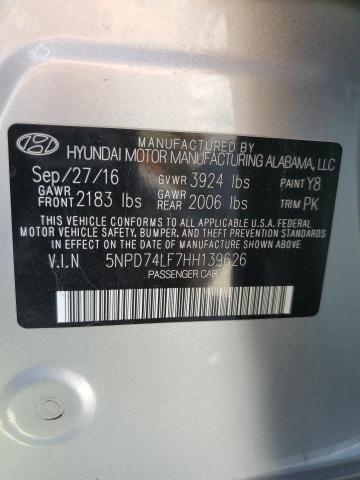 MANUFACTURED BY
HYUNDAI MOTOR MANUFACTURING ALABAMA, LLC
Sep/27/16 GVWR 3924 lbs PAINT Y8
GAWR FRONT 2183 lbs GAWR REAR 2006 lbs TRIM PK
THIS VEHICLE CONFORMS TO ALL APPLICABLE U.S.A FEDERAL
MOTOR VEHICLE SAFETY, BUMPER, AND THEFT PREVENTION
STANDARDS IN EFFECT ON THE DATE OF MANUFACTURE SHOWN ABOVE.
V.I.N 5NPD74LF7HH139626
PASSENGER CAR